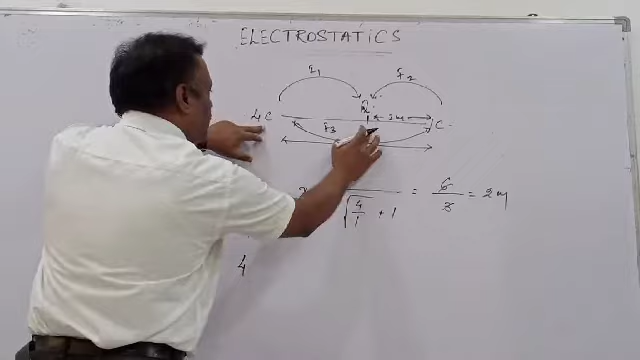 ELECTROSTATICS
F1 F2
4C F3 2m C
√4/1 + 1 = 6/3 = 2m
4